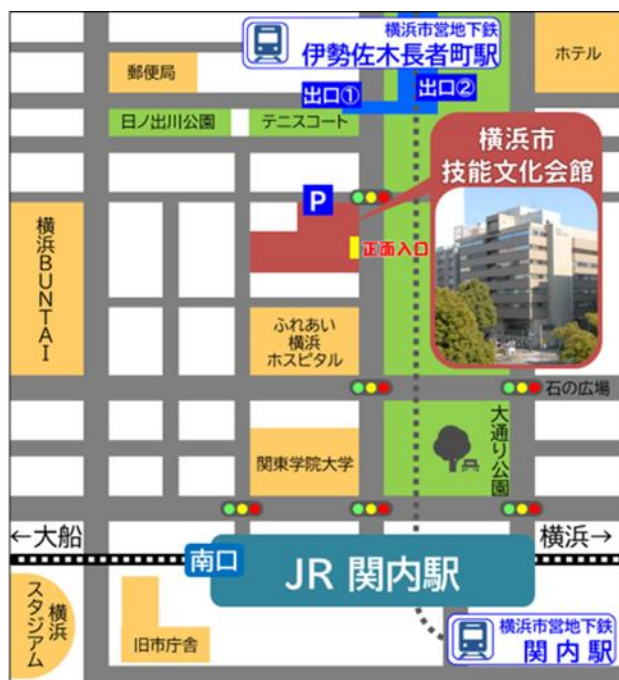 横浜市営地下鉄
伊勢佐木長者町駅
ホテル
郵便局
出口①
出口②
日ノ出川公園
テニスコート
横浜市
技能文化会館
P
正面入口
横浜BUNTAI
ふれあい
横浜
ホスピタル
石の広場
大通り公園
関東学院大学
←大船
横浜→
南口
JR 関内駅
横浜
スタジアム
旧市庁舎
横浜市営地下鉄
関内駅